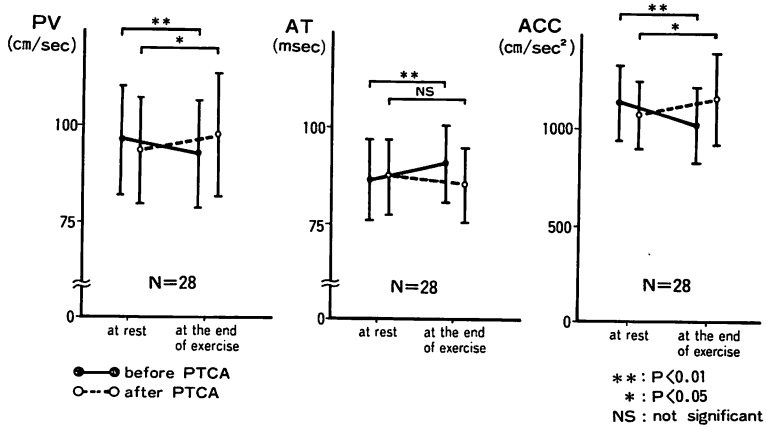 PV
(cm/sec)
**
*
100
75
0
N=28
at rest
at the end
of exercise
AT
(msec)
**
NS
100
75
0
N=28
at rest
at the end
of exercise
ACC
(cm/sec²)
**
*
1000
500
0
N=28
at rest
at the end
of exercise
before PTCA
after PTCA
** : P<0.01
* : P<0.05
NS : not significant